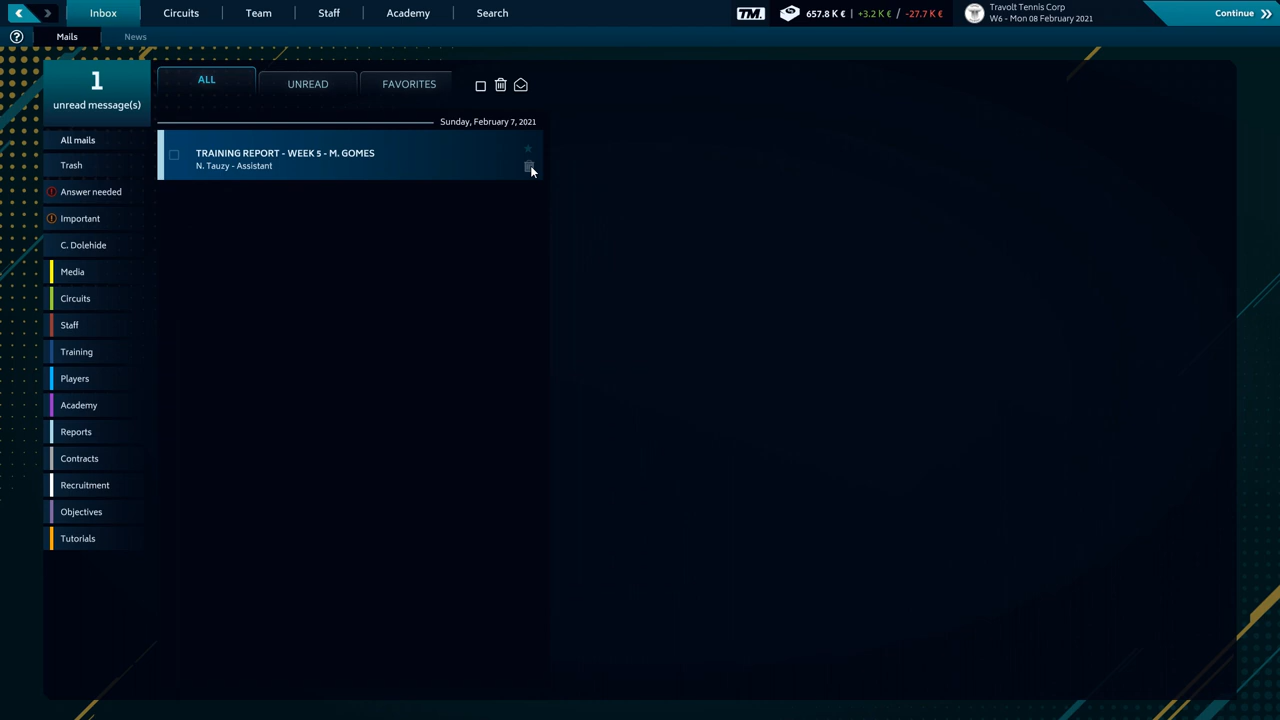 Inbox
Circuits
Team
Staff
Academy
Search
TM.
657.8 K € | +3.2 K € / -27.7 K €
Travolt Tennis Corp
W6 - Mon 08 February 2021
Continue
Mails
News
1
unread message(s)
ALL
UNREAD
FAVORITES
Sunday, February 7, 2021
TRAINING REPORT - WEEK 5 - M. GOMES
N. Tauzy - Assistant
All mails
Trash
Answer needed
Important
C. Dolehide
Media
Circuits
Staff
Training
Players
Academy
Reports
Contracts
Recruitment
Objectives
Tutorials